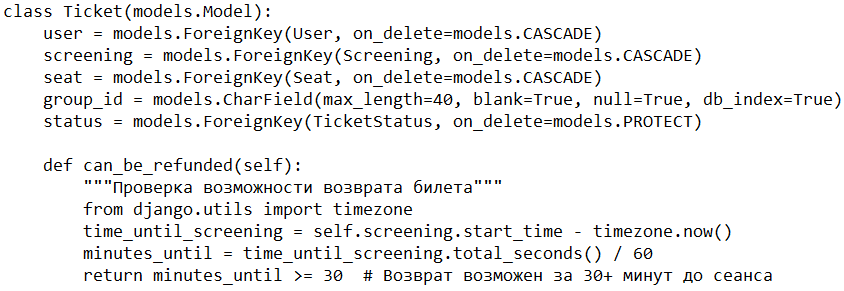 class Ticket(models.Model):
    user = models.ForeignKey(User, on_delete=models.CASCADE)
    screening = models.ForeignKey(Screening, on_delete=models.CASCADE)
    seat = models.ForeignKey(Seat, on_delete=models.CASCADE)
    group_id = models.CharField(max_length=40, blank=True, null=True, db_index=True)
    status = models.ForeignKey(TicketStatus, on_delete=models.PROTECT)

    def can_be_refunded(self):
        """Проверка возможности возврата билета"""
        from django.utils import timezone
        time_until_screening = self.screening.start_time - timezone.now()
        minutes_until = time_until_screening.total_seconds() / 60
        return minutes_until >= 30  # Возврат возможен за 30+ минут до сеанса